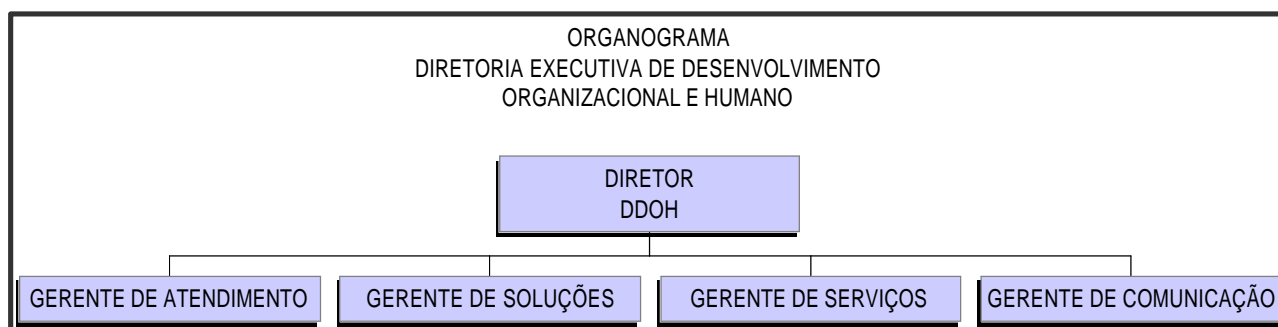 ORGANOGRAMA
DIRETORIA EXECUTIVA DE DESENVOLVIMENTO
ORGANIZACIONAL E HUMANO
DIRETOR
DDOH
GERENTE DE ATENDIMENTO
GERENTE DE SOLUÇÕES
GERENTE DE SERVIÇOS
GERENTE DE COMUNICAÇÃO